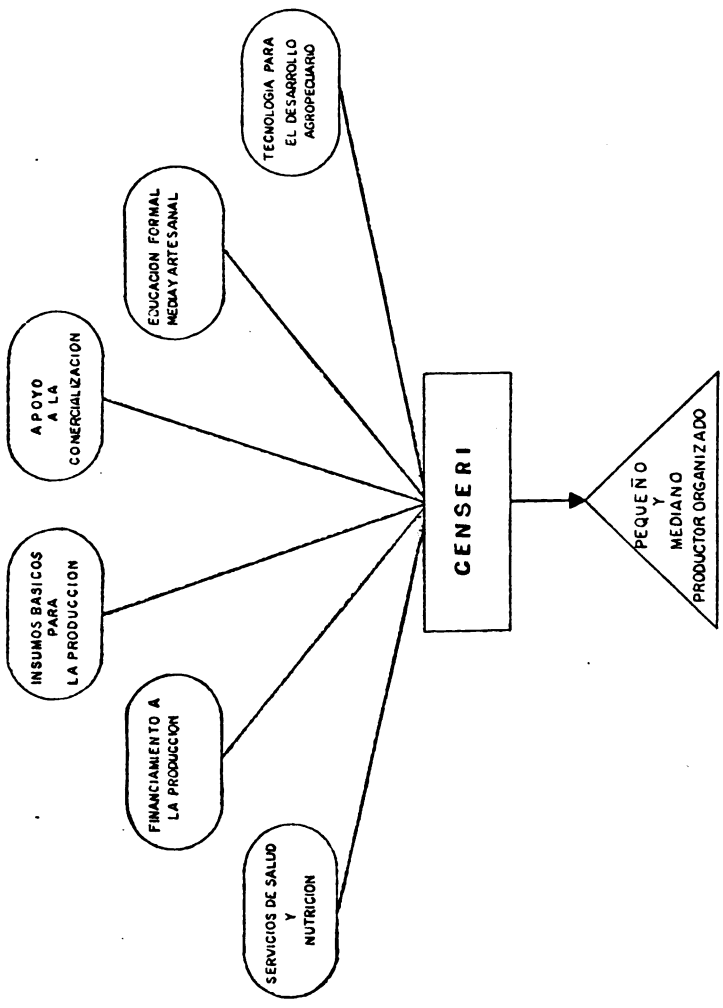 SERVICIOS DE SALUD
Y
NUTRICION
FINANCIAMIENTO A
LA PRODUCCION
INSUMOS BASICOS
PARA
LA PRODUCCION
APOYO
A LA
COMERCIALIZACION
EDUCACION FORMAL
MEDIA Y ARTESANAL
TECNOLOGIA PARA
EL DESARROLLO
AGROPECUARIO
CENSERI
PEQUEÑO
Y
MEDIANO
PRODUCTOR ORGANIZADO